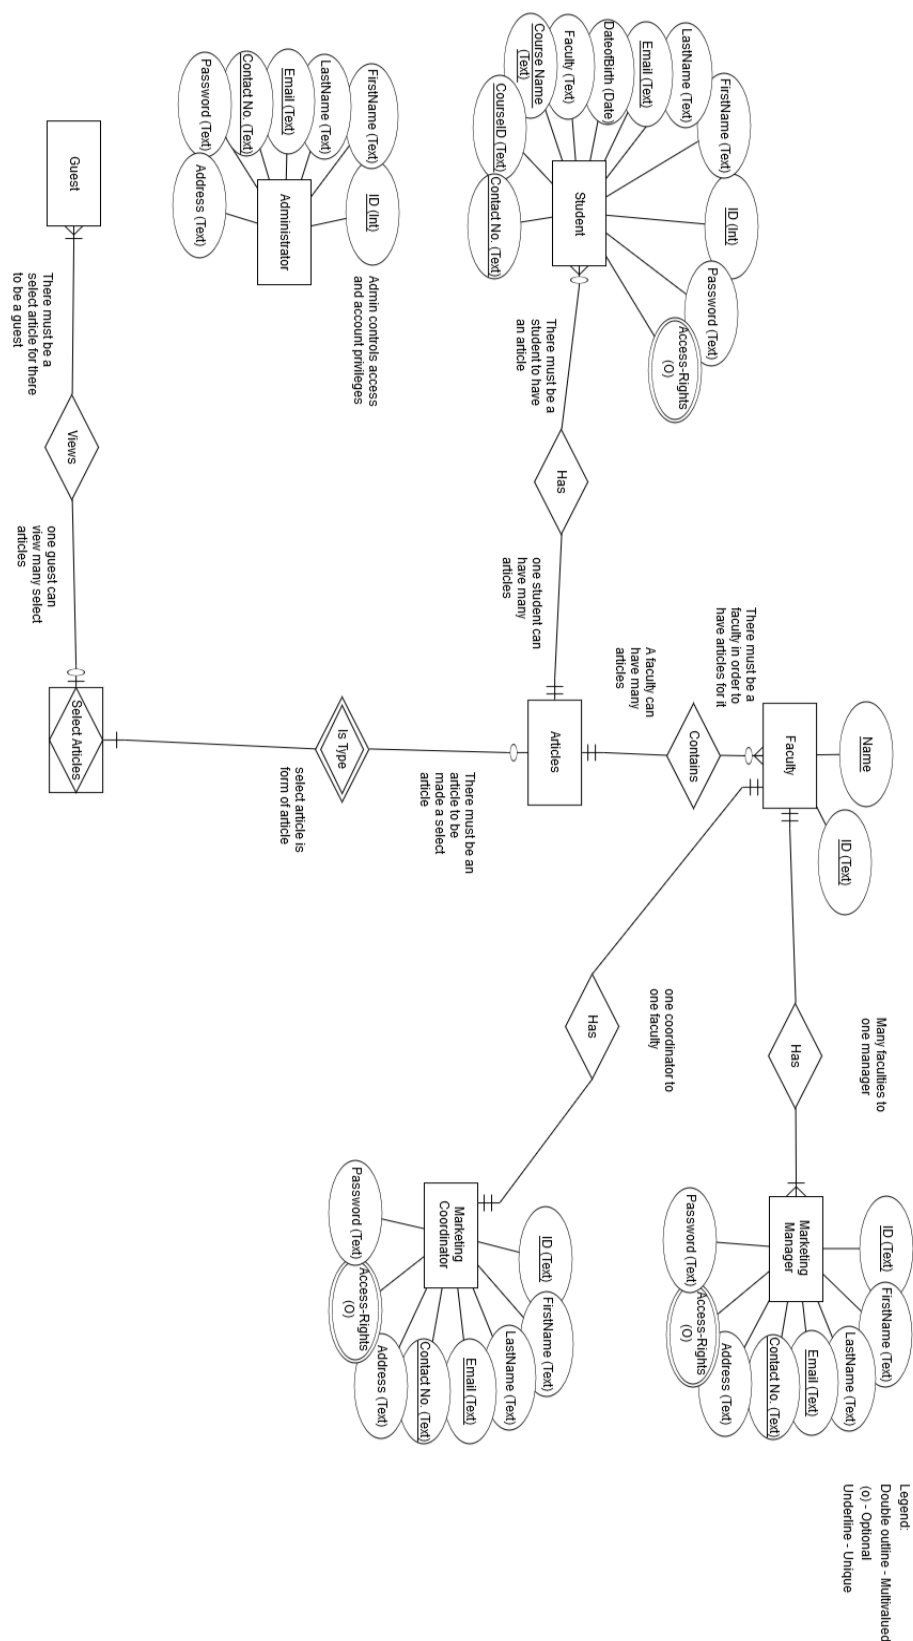 Legend:
Double outline - Multivalued
(o) - Optional
Underline - Unique
Name
ID (Text)
Faculty
There must be a
faculty in order to
have articles for it
Contains
A faculty can
have many
articles
Many faculties to
one manager
Has
ID (Text)
FirstName (Text)
LastName (Text)
Email (Text)
Contact No. (Text)
Address (Text)
Access-Rights
(O)
Password (Text)
Marketing
Manager
one coordinator to
one faculty
Has
ID (Text)
FirstName (Text)
LastName (Text)
Email (Text)
Contact No. (Text)
Address (Text)
Access-Rights
(O)
Password (Text)
Marketing
Coordinator
ID (Int)
FirstName (Text)
LastName (Text)
Email (Text)
DateofBirth (Date)
Faculty (Text)
Course Name
(Text)
CourseID (Text)
Contact No. (Text)
Password (Text)
Access-Rights
(O)
Student
There must be a
student to have
an article
Has
one student can
have many
articles
Articles
There must be an
article to be
made a select
article
Is Type
select article is
form of article
ID (Int)
FirstName (Text)
LastName (Text)
Email (Text)
Contact No. (Text)
Password (Text)
Address (Text)
Administrator
Admin controls access
and account privileges
Guest
There must be a
select article for there
to be a guest
Views
one guest can
view many select
articles
Select Articles